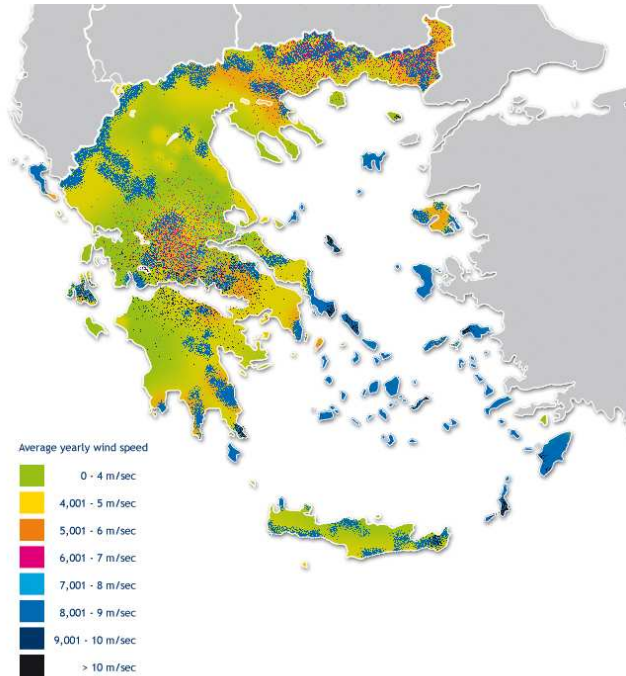 Average yearly wind speed
0 - 4 m/sec
4,001 - 5 m/sec
5,001 - 6 m/sec
6,001 - 7 m/sec
7,001 - 8 m/sec
8,001 - 9 m/sec
9,001 - 10 m/sec
> 10 m/sec